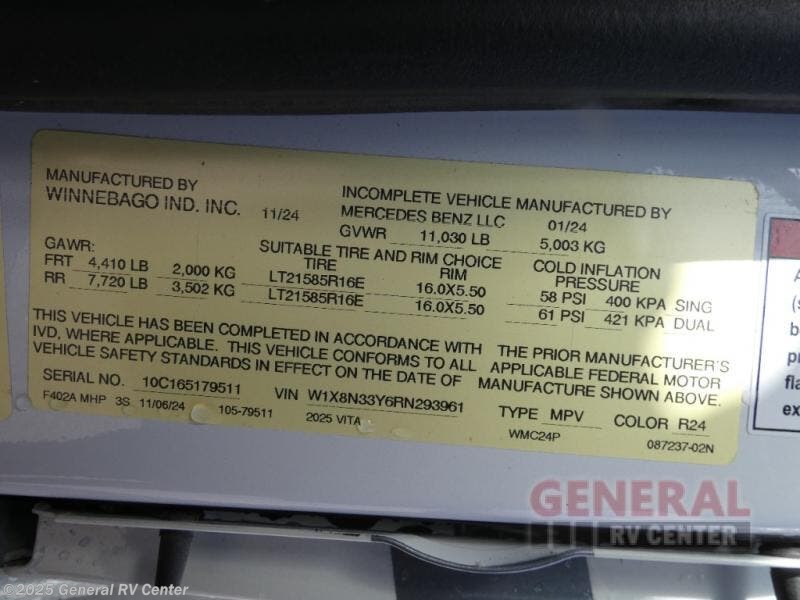 MANUFACTURED BY
WINNEBAGO IND. INC. 11/24
INCOMPLETE VEHICLE MANUFACTURED BY
MERCEDES BENZ LLC 01/24
GVWR 11,030 LB 5,003 KG
GAWR: SUITABLE TIRE AND RIM CHOICE COLD INFLATION
TIRE RIM PRESSURE
FRT 4,410 LB 2,000 KG LT21585R16E 16.0X5.50 58 PSI 400 KPA SING
RR 7,720 LB 3,502 KG LT21585R16E 16.0X5.50 61 PSI 421 KPA DUAL
THIS VEHICLE HAS BEEN COMPLETED IN ACCORDANCE WITH THE PRIOR MANUFACTURER'S
IVD, WHERE APPLICABLE. THIS VEHICLE CONFORMS TO ALL APPLICABLE FEDERAL MOTOR
VEHICLE SAFETY STANDARDS IN EFFECT ON THE DATE OF MANUFACTURE SHOWN ABOVE.
SERIAL NO. 10C165179511 VIN W1X8N33Y6RN293961 TYPE MPV COLOR R24
F402A MHP 3S 11/06/24 105-79511 2025 VITA WMC24P 087237-02N
GENERAL
RV CENTER
©2025 General RV Center